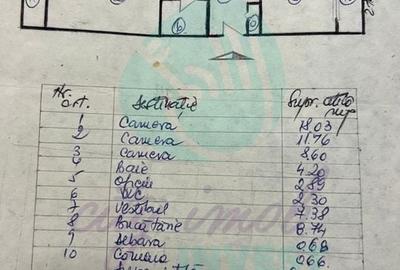 6
Nr. crt. Destinație Supr. utilă mp
1 Camera 18.03
2 Camera 11.76
3 Camera 8.60
4 Baie 4.20
5 Oficiu 2.89
6 WC 2.30
7 Vestibul 7.38
8 Bucătărie 8.74
9 Debara 0.68
10 Camera 0.66